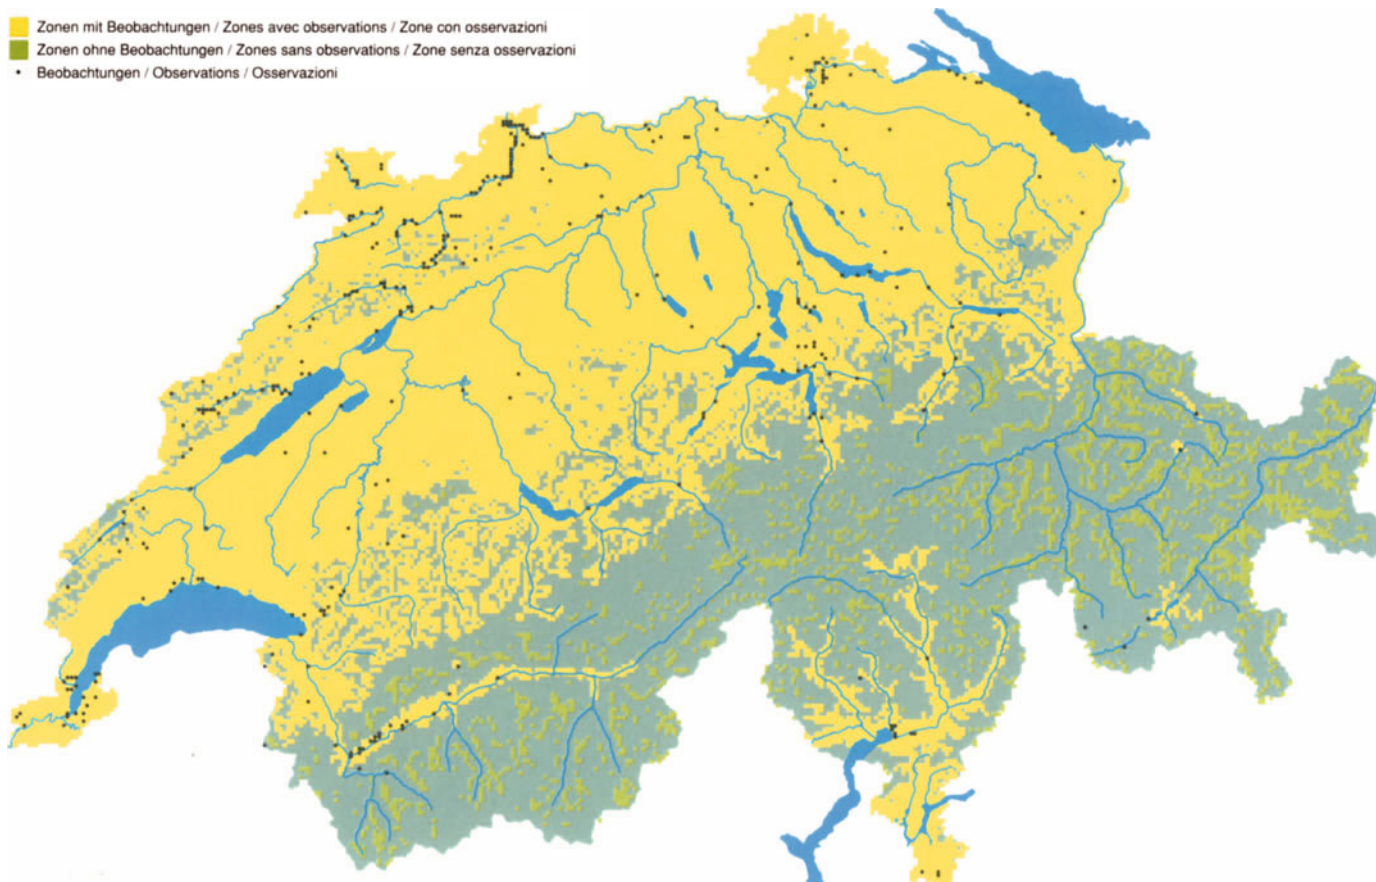 Zonen mit Beobachtungen / Zones avec observations / Zone con osservazioni
Zonen ohne Beobachtungen / Zones sans observations / Zone senza osservazioni
Beobachtungen / Observations / Osservazioni